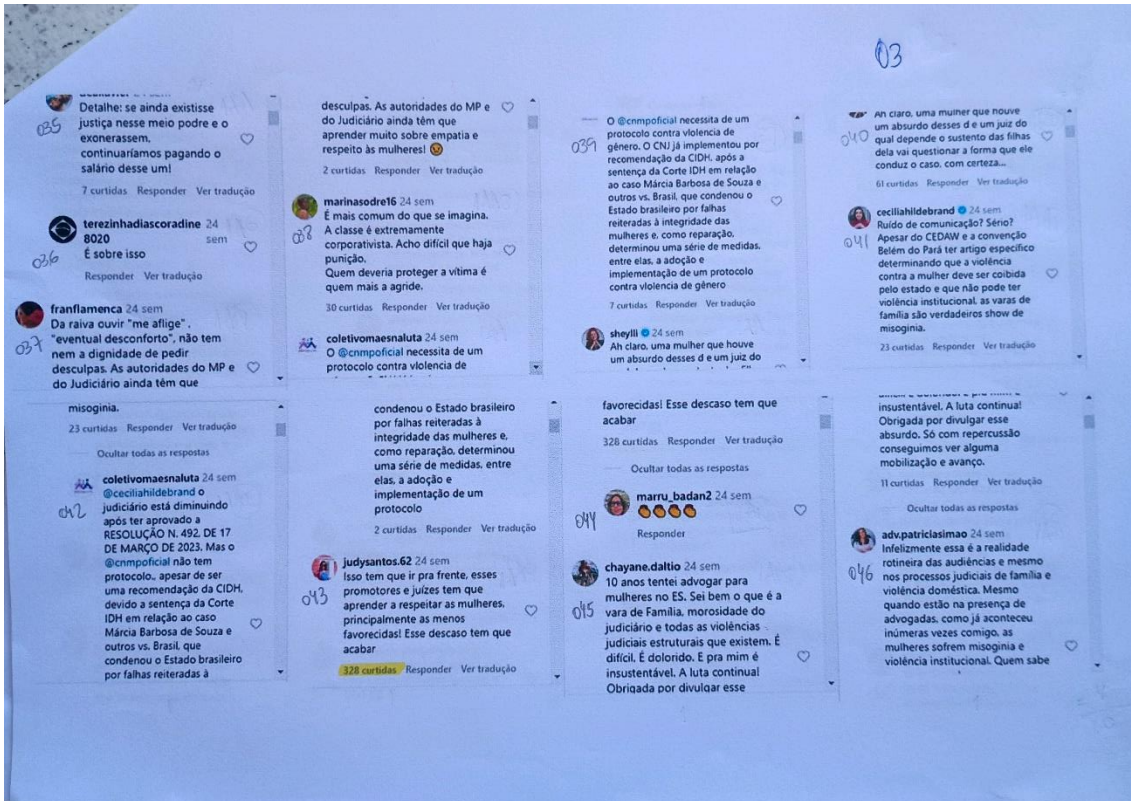 03
035
Detalhe: se ainda existisse
justiça nesse meio podre e o
exonerassem,
continuaríamos pagando o
salário desse um!
7 curtidas Responder Ver tradução
036
terezinhadiascoradine 24
8020 sem
É sobre isso
Responder Ver tradução
037
franflamenca 24 sem
Da raiva ouvir "me aflige" ,
"eventual desconforto", não tem
nem a dignidade de pedir
desculpas. As autoridades do MP e
do Judiciário ainda têm que
desculpas. As autoridades do MP e
do Judiciário ainda têm que
aprender muito sobre empatia e
respeito às mulheres!
2 curtidas Responder Ver tradução
038
marinasodre16 24 sem
É mais comum do que se imagina.
A classe é extremamente
corporativista. Acho difícil que haja
punição.
Quem deveria proteger a vítima é
quem mais a agride.
30 curtidas Responder Ver tradução
coletivomaesnaluta 24 sem
O @cnmpoficial necessita de um
protocolo contra violencia de
039
O @cnmpoficial necessita de um
protocolo contra violencia de
gênero. O CNJ já implementou por
recomendação da CIDH, após a
sentença da Corte IDH em relação
ao caso Márcia Barbosa de Souza e
outros vs. Brasil, que condenou o
Estado brasileiro por falhas
reiteradas à integridade das
mulheres e, como reparação,
determinou uma série de medidas,
entre elas, a adoção e
implementação de um protocolo
contra vlolencia de gênero
7 curtidas Responder Ver tradução
sheylli 24 sem
Ah claro, uma mulher que houve
um absurdo desses d e um juiz do
040
An claro, uma mulher que houve
um absurdo desses d e um juiz do
qual depende o sustento das filhas
dela vai questionar a forma que ele
conduz o caso, com certeza...
61 curtidas Responder Ver tradução
041
ceciliahildebrand 24 sem
Ruído de comunicação? Sério?
Apesar do CEDAW e a convenção
Belém do Pará ter artigo específico
determinando que a violência
contra a mulher deve ser coibida
pelo estado e que não pode ter
violência institucional, as varas de
família são verdadeiros show de
misoginia.
23 curtidas Responder Ver tradução
misoginia.
23 curtidas Responder Ver tradução
Ocultar todas as respostas
042
coletivomaesnaluta 24 sem
@ceciliahildebrand o
judiciário está diminuindo
após ter aprovado a
RESOLUÇÃO N. 492, DE 17
DE MARÇO DE 2023. Mas o
@cnmpoficial não tem
protocolo.. apesar de ser
uma recomendação da CIDH,
devido a sentença da Corte
IDH em relação ao caso
Márcia Barbosa de Souza e
outros vs. Brasil, que
condenou o Estado brasileiro
por falhas reiteradas à
condenou o Estado brasileiro
por falhas reiteradas à
integridade das mulheres e,
como reparação, determinou
uma série de medidas, entre
elas, a adoção e
implementação de um
protocolo
2 curtidas Responder Ver tradução
043
judysantos.62 24 sem
Isso tem que ir pra frente, esses
promotores e juízes tem que
aprender a respeitar as mulheres,
principalmente as menos
favorecidas! Esse descaso tem que
acabar
328 curtidas Responder Ver tradução
favorecidas! Esse descaso tem que
acabar
328 curtidas Responder Ver tradução
Ocultar todas as respostas
044
marru_badan2 24 sem
👏👏👏👏
Responder
045
chayane.daltio 24 sem
10 anos tentei advogar para
mulheres no ES. Sei bem o que é a
vara de Família, morosidade do
judiciário e todas as violências
judiciais estruturais que existem. É
difícil. É dolorido. E pra mim é
insustentável. A luta continua!
Obrigada por divulgar esse
insustentável. A luta continua!
Obrigada por divulgar esse
absurdo. Só com repercussão
conseguimos ver alguma
mobilização e avanço.
11 curtidas Responder Ver tradução
Ocultar todas as respostas
046
adv.patriciasimao 24 sem
Infelizmente essa é a realidade
rotineira das audiências e mesmo
nos processos judiciais de família e
violência doméstica. Mesmo
quando estão na presença de
advogadas, como já aconteceu
inúmeras vezes comigo, as
mulheres sofrem misoginia e
violência institucional. Quem sabe